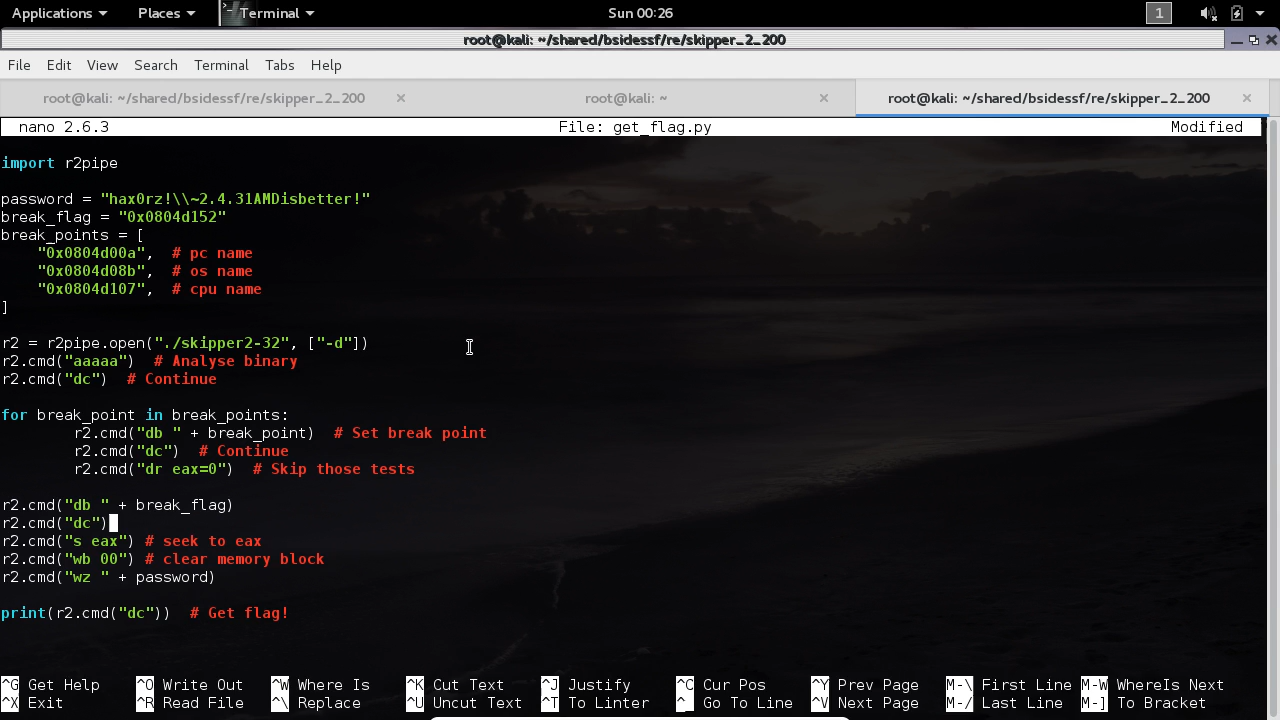 Applications Places Terminal Sun 00:26 1
root@kali: ~/shared/bsidessf/re/skipper_2_200
File Edit View Search Terminal Tabs Help
root@kali: ~/shared/bsidessf/re/skipper_2_200 × root@kali: ~ × root@kali: ~/shared/bsidessf/re/skipper_2_200 ×
nano 2.6.3 File: get_flag.py Modified
import r2pipe
password = "hax0rz!\\~2.4.31AMDisbetter!"
break_flag = "0x0804d152"
break_points = [
    "0x0804d00a",  # pc name
    "0x0804d08b",  # os name
    "0x0804d107",  # cpu name
]
r2 = r2pipe.open("./skipper2-32", ["-d"])
r2.cmd("aaaaa")  # Analyse binary
r2.cmd("dc")  # Continue
for break_point in break_points:
        r2.cmd("db " + break_point)  # Set break point
        r2.cmd("dc")  # Continue
        r2.cmd("dr eax=0")  # Skip those tests
r2.cmd("db " + break_flag)
r2.cmd("dc")
r2.cmd("s eax") # seek to eax
r2.cmd("wb 00") # clear memory block
r2.cmd("wz " + password)
print(r2.cmd("dc"))  # Get flag!
^G Get Help ^O Write Out ^W Where Is ^K Cut Text ^J Justify ^C Cur Pos ^Y Prev Page M-\ First Line M-W WhereIs Next
^X Exit ^R Read File ^\ Replace ^U Uncut Text ^T To Linter ^_ Go To Line ^V Next Page M-/ Last Line M-] To Bracket